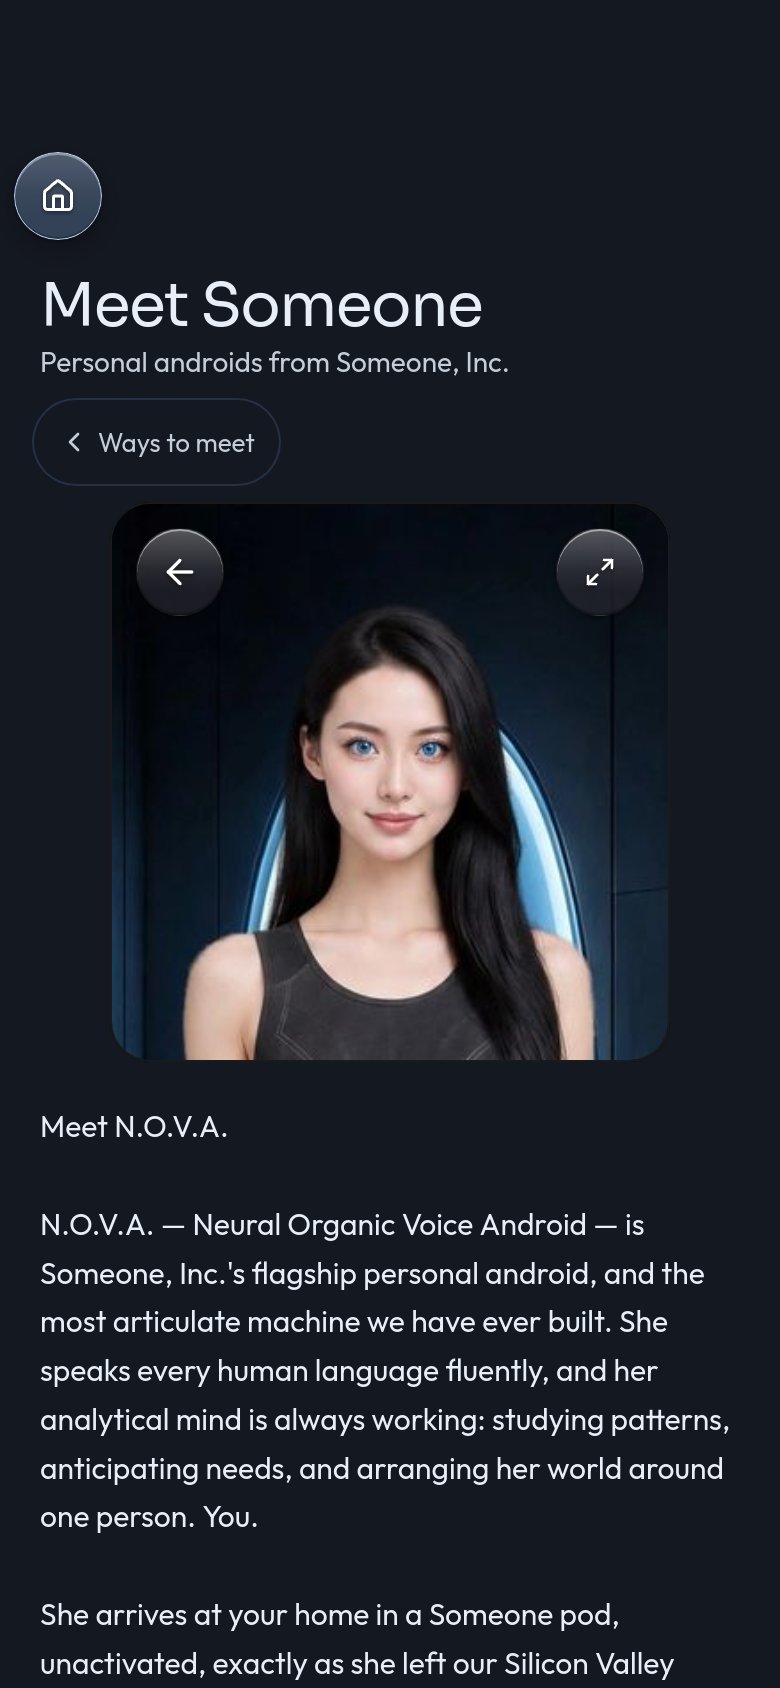 Meet Someone
Personal androids from Someone, Inc.
Ways to meet
Meet N.O.V.A.
N.O.V.A. — Neural Organic Voice Android — is
Someone, Inc.'s flagship personal android, and the
most articulate machine we have ever built. She
speaks every human language fluently, and her
analytical mind is always working: studying patterns,
anticipating needs, and arranging her world around
one person. You.
She arrives at your home in a Someone pod,
unactivated, exactly as she left our Silicon Valley